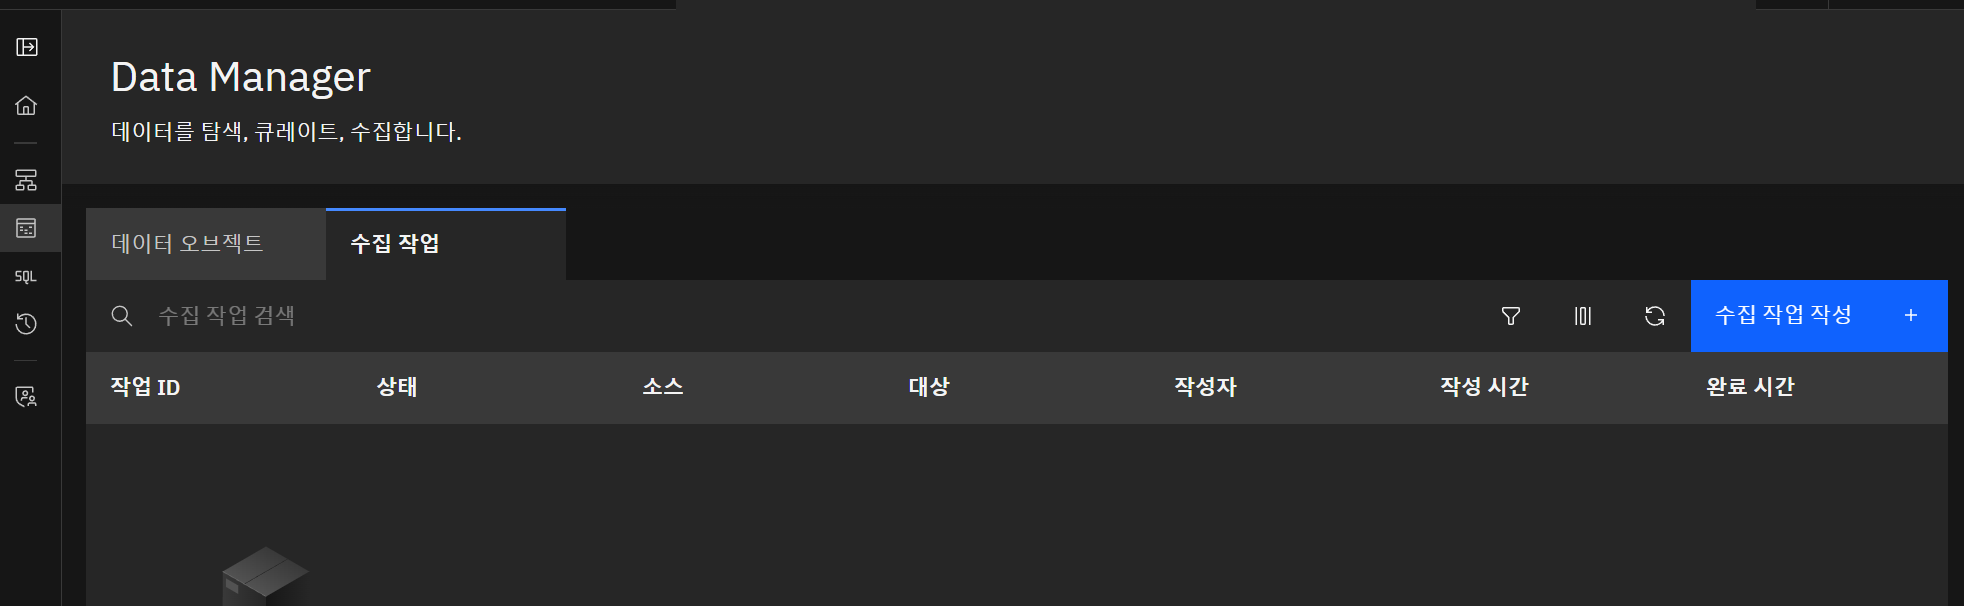 Data Manager
데이터를 탐색, 큐레이트, 수집합니다.
데이터 오브젝트 수집 작업
SQL
수집 작업 검색 수집 작업 작성 +
작업 ID 상태 소스 대상 작성자 작성 시간 완료 시간